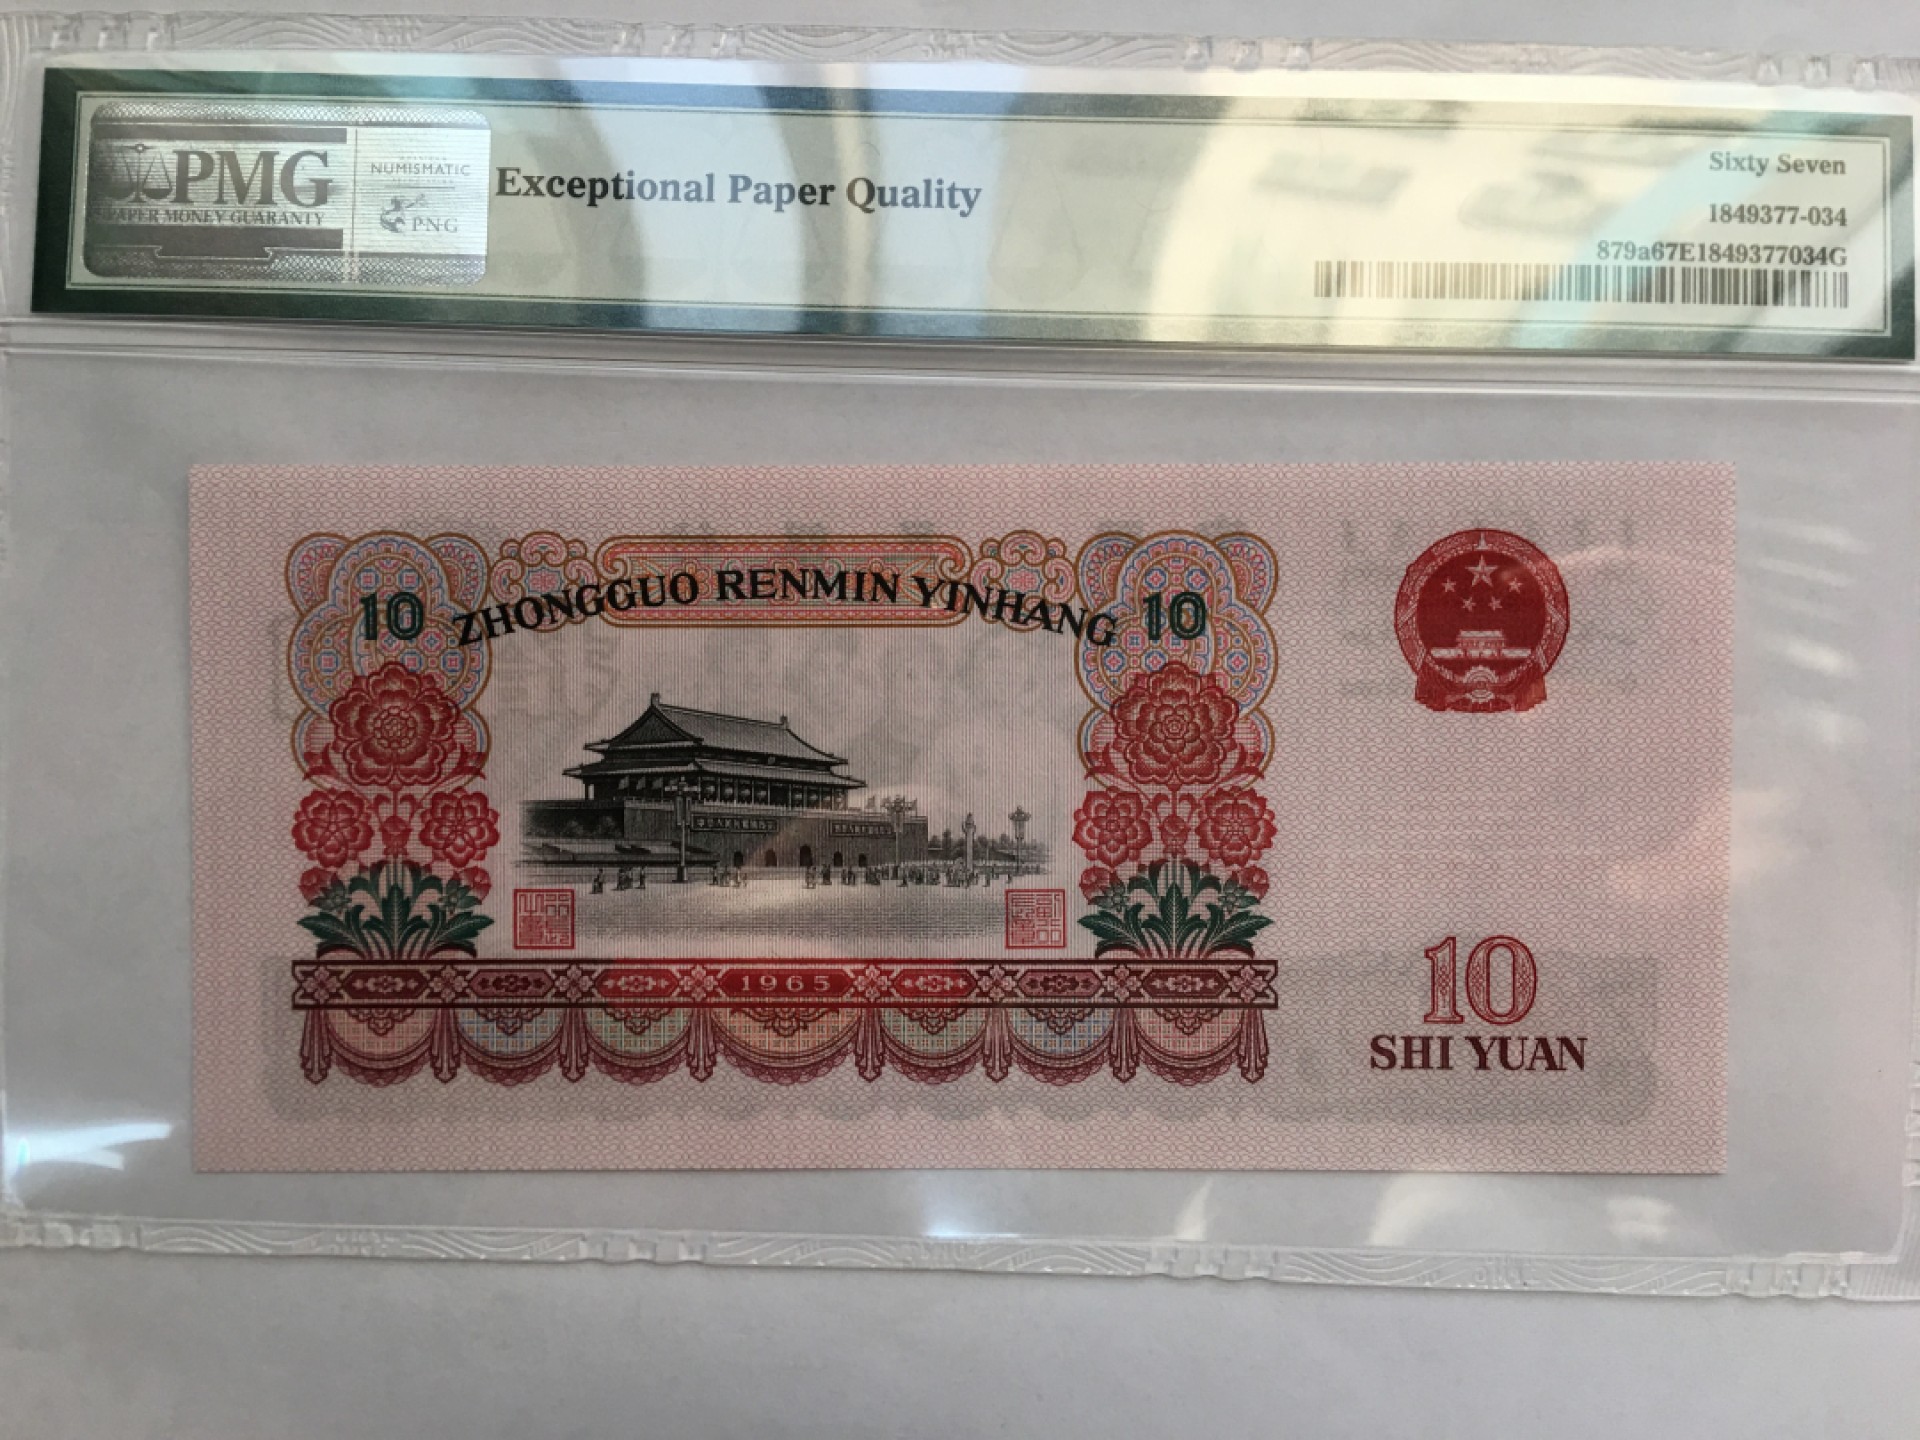 PMG
PAPER MONEY GUARANTY
NUMISMATIC
PNG
Exceptional Paper Quality
Sixty Seven
1849377-034
879a67E1849377034G
10 ZHONGGUO RENMIN YINHANG 10
1965
10
SHI YUAN